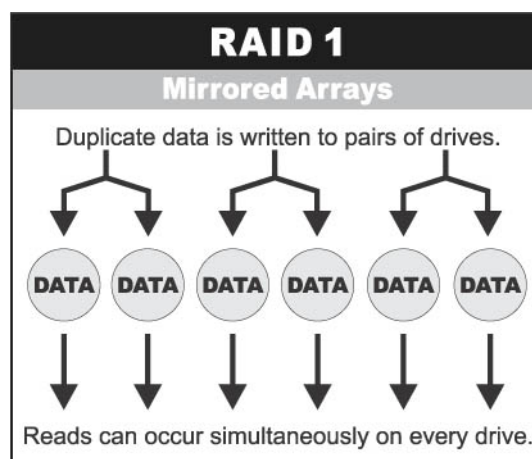 RAID 1
Mirrored Arrays
Duplicate data is written to pairs of drives.
DATA DATA DATA DATA DATA DATA
Reads can occur simultaneously on every drive.